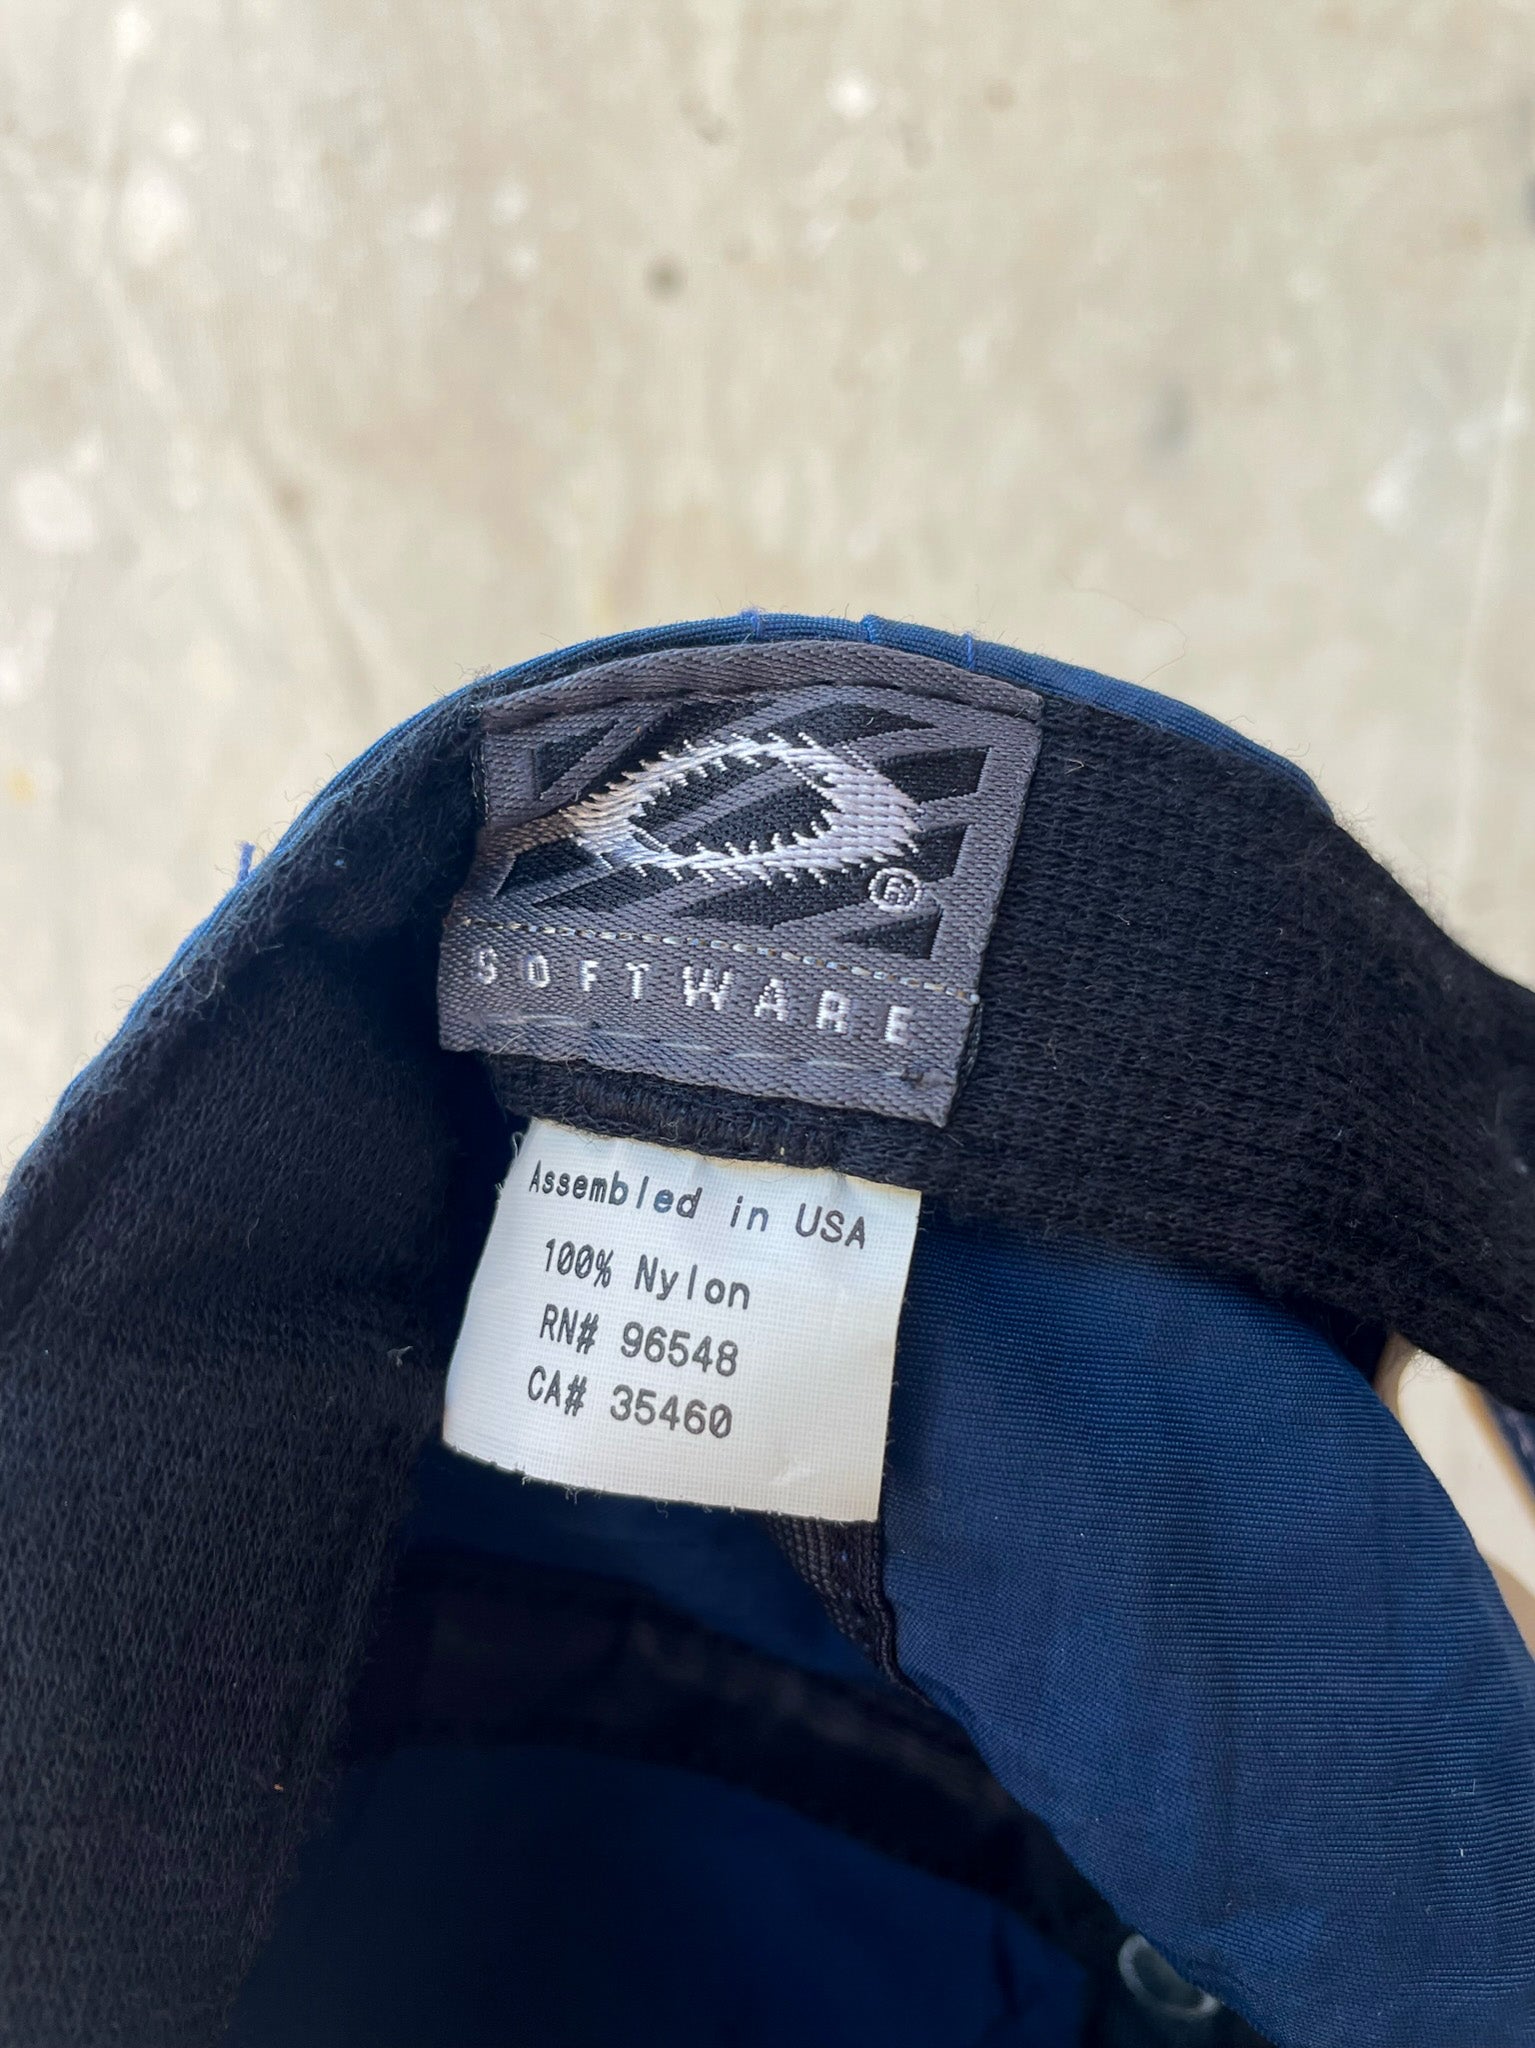 ®
SOFTWARE
Assembled in USA
100% Nylon
RN# 96548
CA# 35460